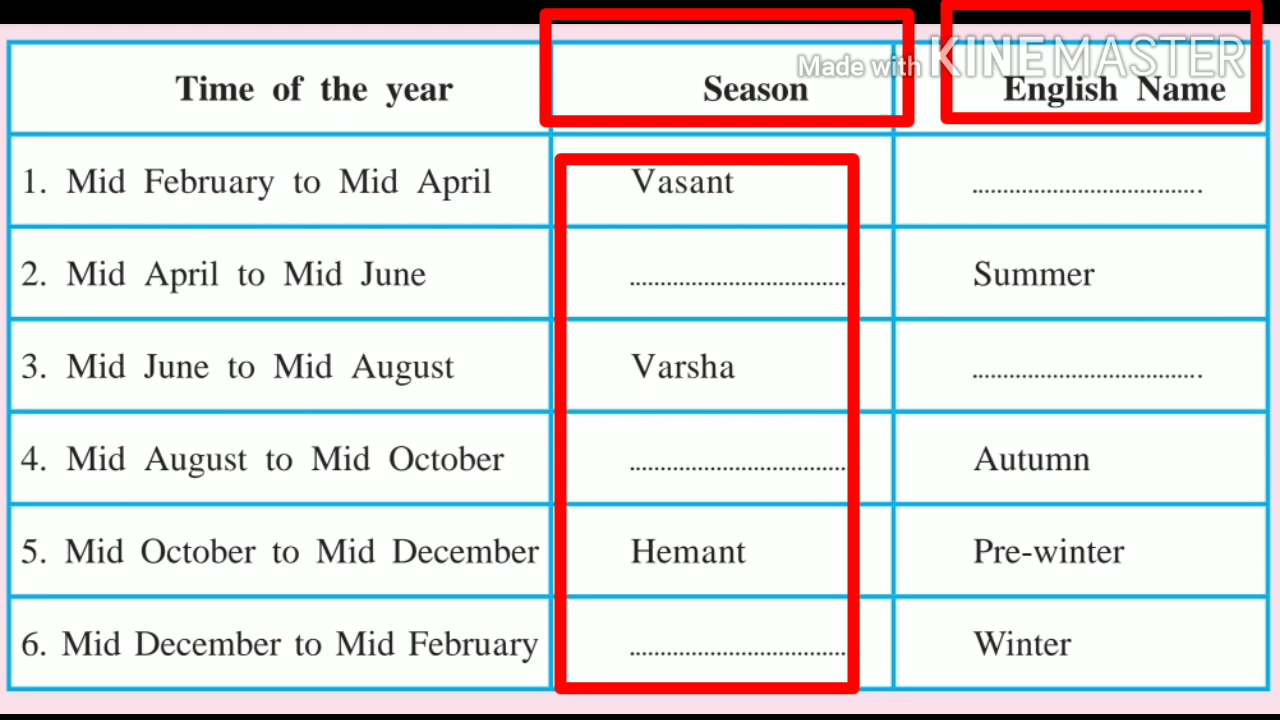 Made with KINEMASTER
Time of the year Season English Name
1. Mid February to Mid April Vasant ......................................
2. Mid April to Mid June .................................... Summer
3. Mid June to Mid August Varsha ......................................
4. Mid August to Mid October .................................... Autumn
5. Mid October to Mid December Hemant Pre-winter
6. Mid December to Mid February .................................... Winter